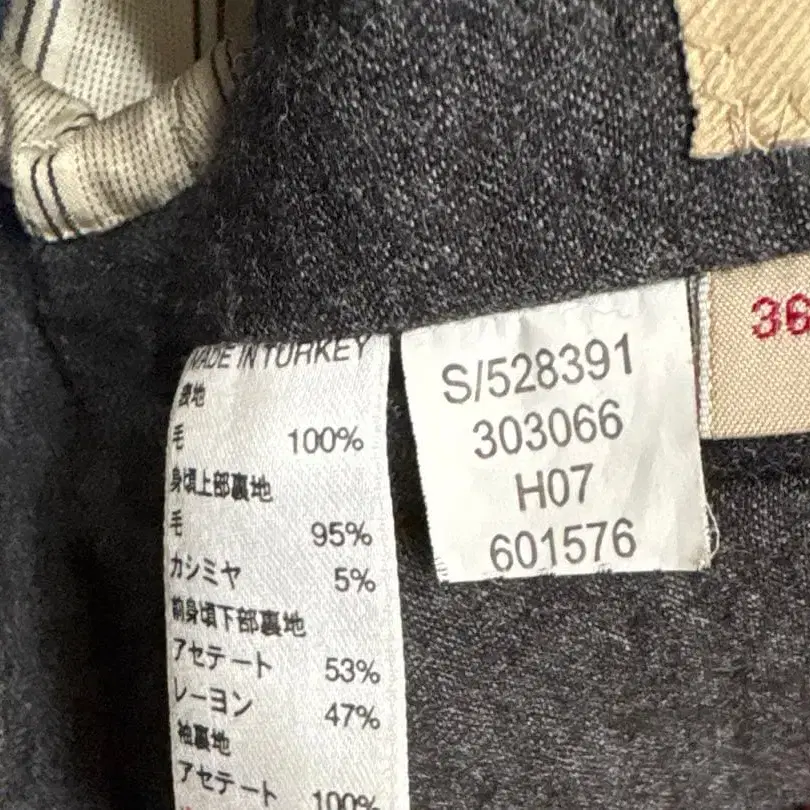 MADE IN TURKEY
表地
毛 100%
身頃上部裏地
毛 95%
カシミヤ 5%
前身頃下部裏地
アセテート 53%
レーヨン 47%
袖裏地
アセテート 100%
S/528391
303066
H07
601576
36